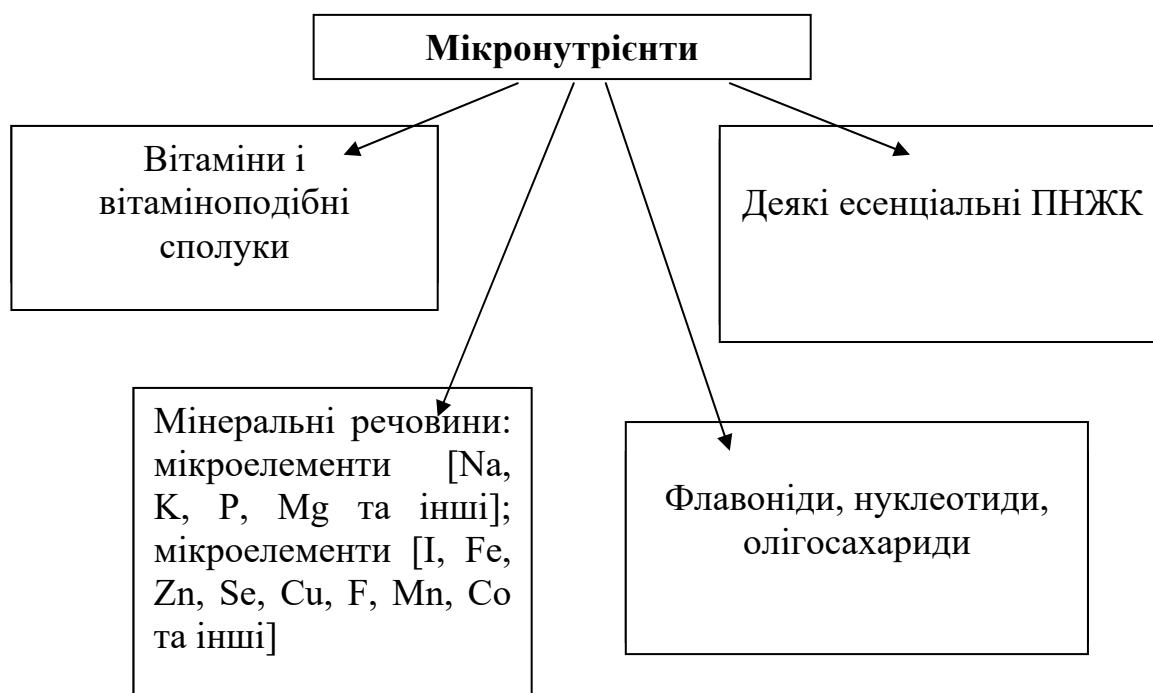 Мікронутрієнти
Вітаміни і
вітаміноподібні
сполуки
Деякі есенціальні ПНЖК
Мінеральні речовини:
мікроелементи [Na,
K, P, Mg та інші];
мікроелементи [I, Fe,
Zn, Se, Cu, F, Mn, Co
та інші]
Флавоніди, нуклеотиди,
олігосахариди